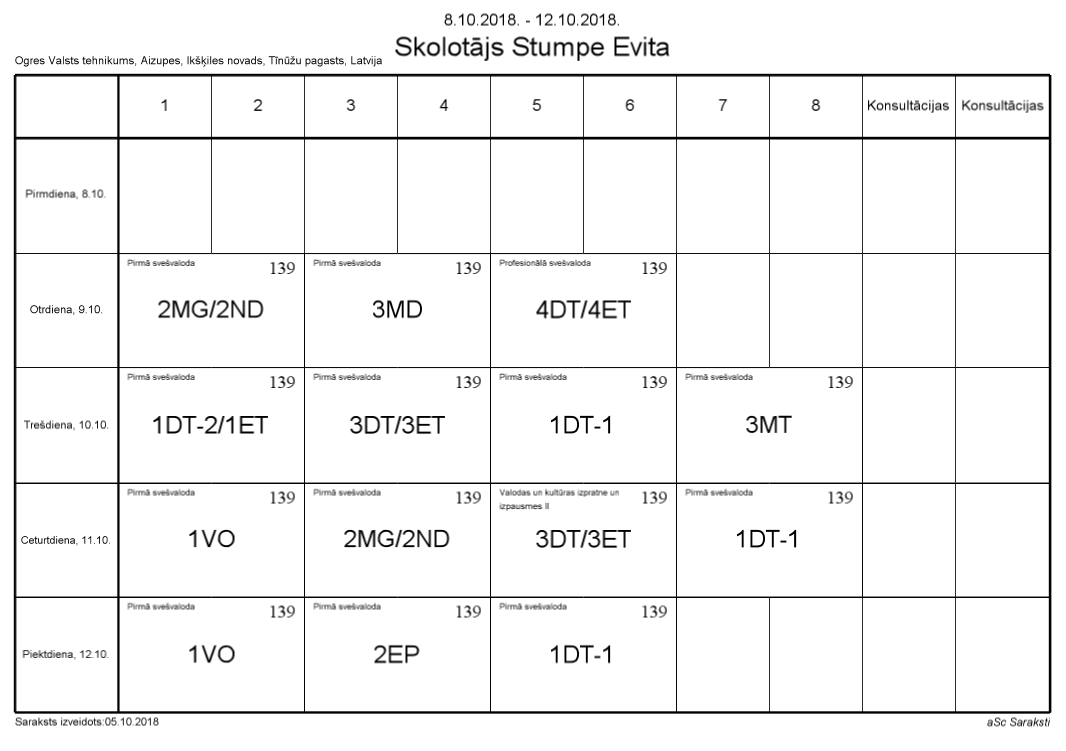 8.10.2018. - 12.10.2018.
Skolotājs Stumpe Evita
Ogres Valsts tehnikums, Aizupes, Ikšķiles novads, Tīnūžu pagasts, Latvija
1 2 3 4 5 6 7 8 Konsultācijas Konsultācijas
Pirmdiena, 8.10.
Pirmā svešvaloda 139 Pirmā svešvaloda 139 Profesionālā svešvaloda 139
Otrdiena, 9.10. 2MG/2ND 3MD 4DT/4ET
Pirmā svešvaloda 139 Pirmā svešvaloda 139 Pirmā svešvaloda 139 Pirmā svešvaloda 139
Trešdiena, 10.10. 1DT-2/1ET 3DT/3ET 1DT-1 3MT
Pirmā svešvaloda 139 Pirmā svešvaloda 139 Valodas un kultūras izpratne un 139 Pirmā svešvaloda 139
izpausmes II
Ceturtdiena, 11.10. 1VO 2MG/2ND 3DT/3ET 1DT-1
Pirmā svešvaloda 139 Pirmā svešvaloda 139 Pirmā svešvaloda 139
Piektdiena, 12.10. 1VO 2EP 1DT-1
Saraksts izveidots:05.10.2018 aSc Saraksti